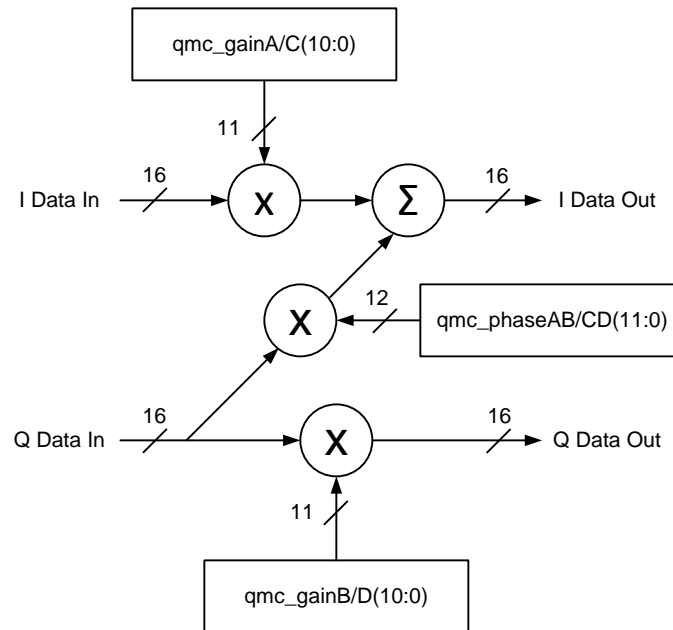 qmc_gainA/C(10:0)
11
16
16
I Data In
X
Σ
I Data Out
12
X
qmc_phaseAB/CD(11:0)
16
16
Q Data In
X
Q Data Out
11
qmc_gainB/D(10:0)